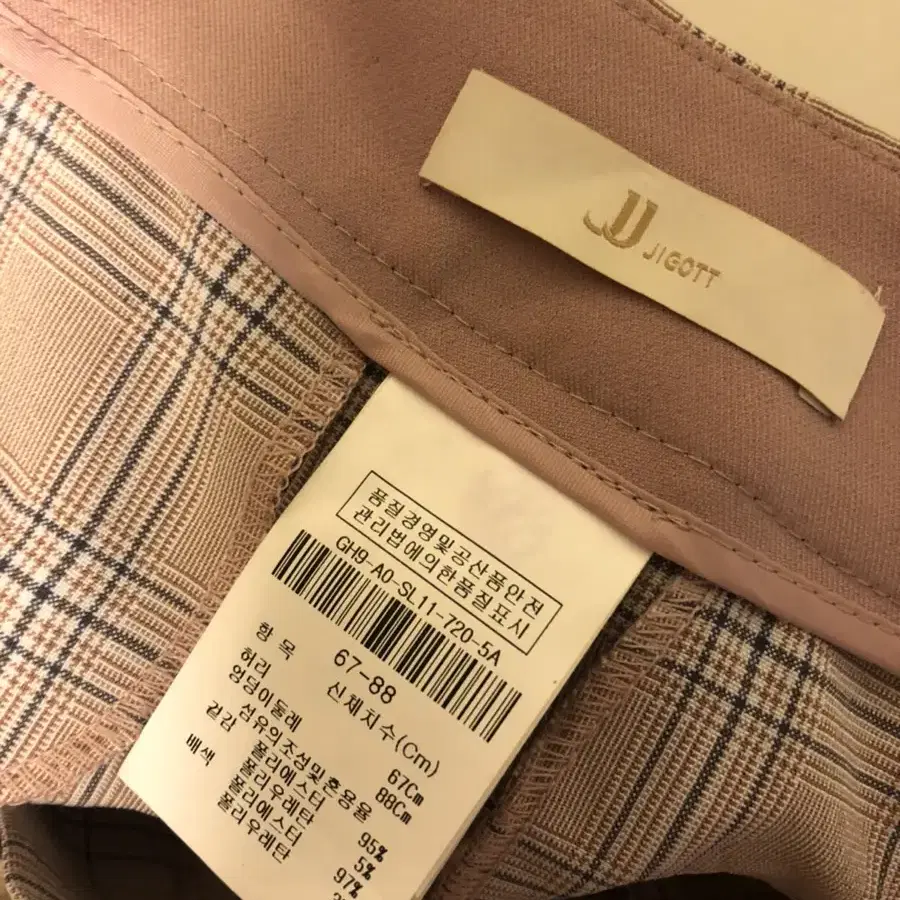 JJ JIGOTT
품질경영및공산품안전
관리법에의한품질표시
GH9-A0-SL11-720-5A
항 목 67-88
신체치수(Cm)
허리 67Cm
엉덩이둘레 88Cm
섬유의조성및혼용율
겉감 폴리에스터 95%
폴리우레탄 5%
배색 폴리에스터 97%
폴리우레탄